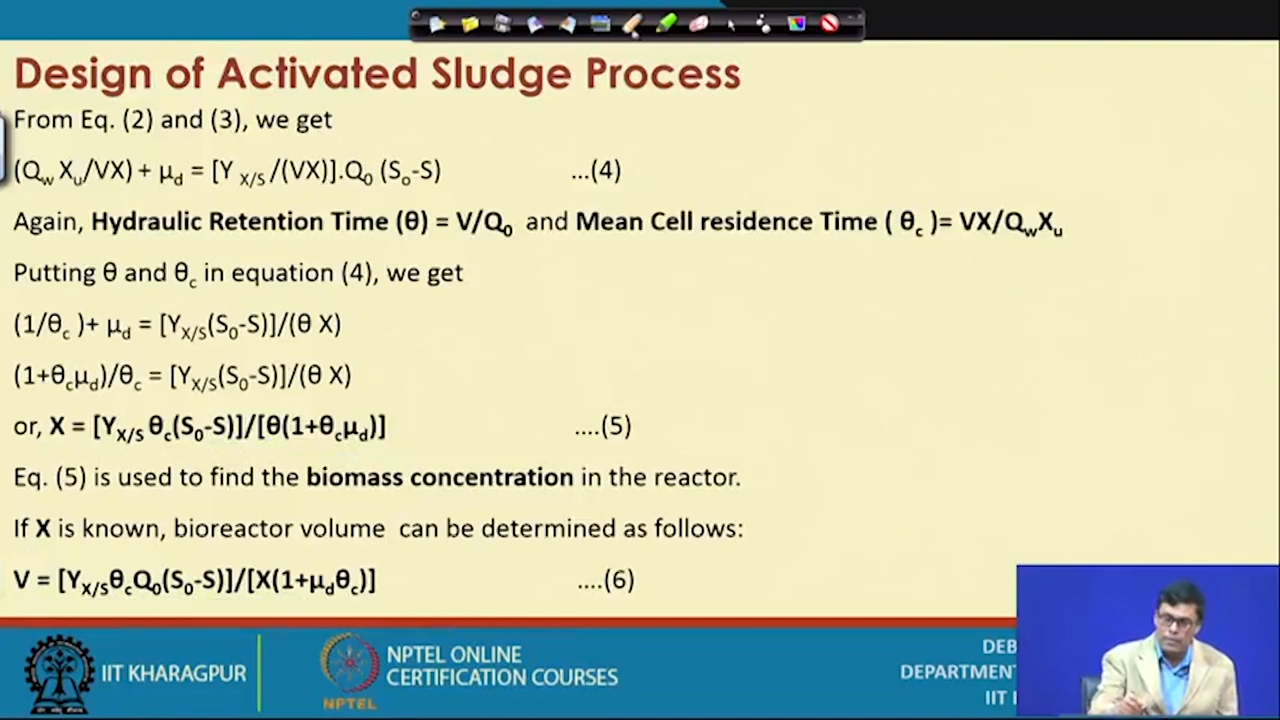 Design of Activated Sludge Process
From Eq. (2) and (3), we get
(Qw Xu/VX) + μd = [Y X/S /(VX)].Q0 (So-S) ...(4)
Again, Hydraulic Retention Time (θ) = V/Q0 and Mean Cell residence Time ( θc )= VX/QwXu
Putting θ and θc in equation (4), we get
(1/θc )+ μd = [YX/S(S0-S)]/(θ X)
(1+θcμd)/θc = [YX/S(S0-S)]/(θ X)
or, X = [YX/S θc(S0-S)]/[θ(1+θcμd)] ....(5)
Eq. (5) is used to find the biomass concentration in the reactor.
If X is known, bioreactor volume can be determined as follows:
V = [YX/SθcQ0(S0-S)]/[X(1+μdθc)] ....(6)
IIT KHARAGPUR
NPTEL
NPTEL ONLINE
CERTIFICATION COURSES
DEB
DEPARTMENT
IIT